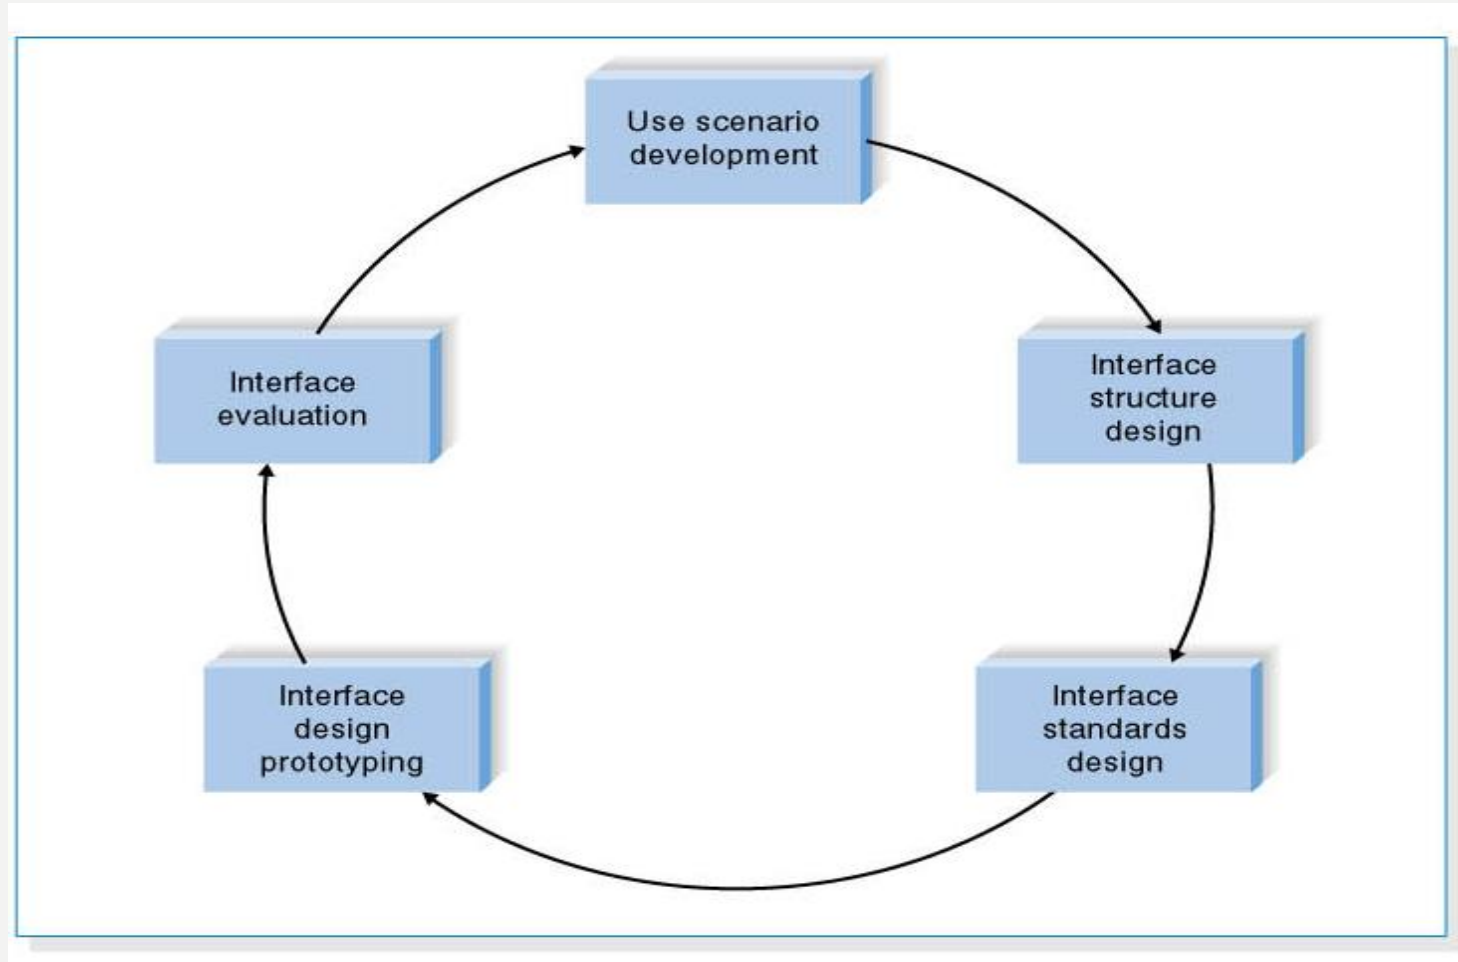 Use scenario
development
Interface
structure
design
Interface
standards
design
Interface
design
prototyping
Interface
evaluation